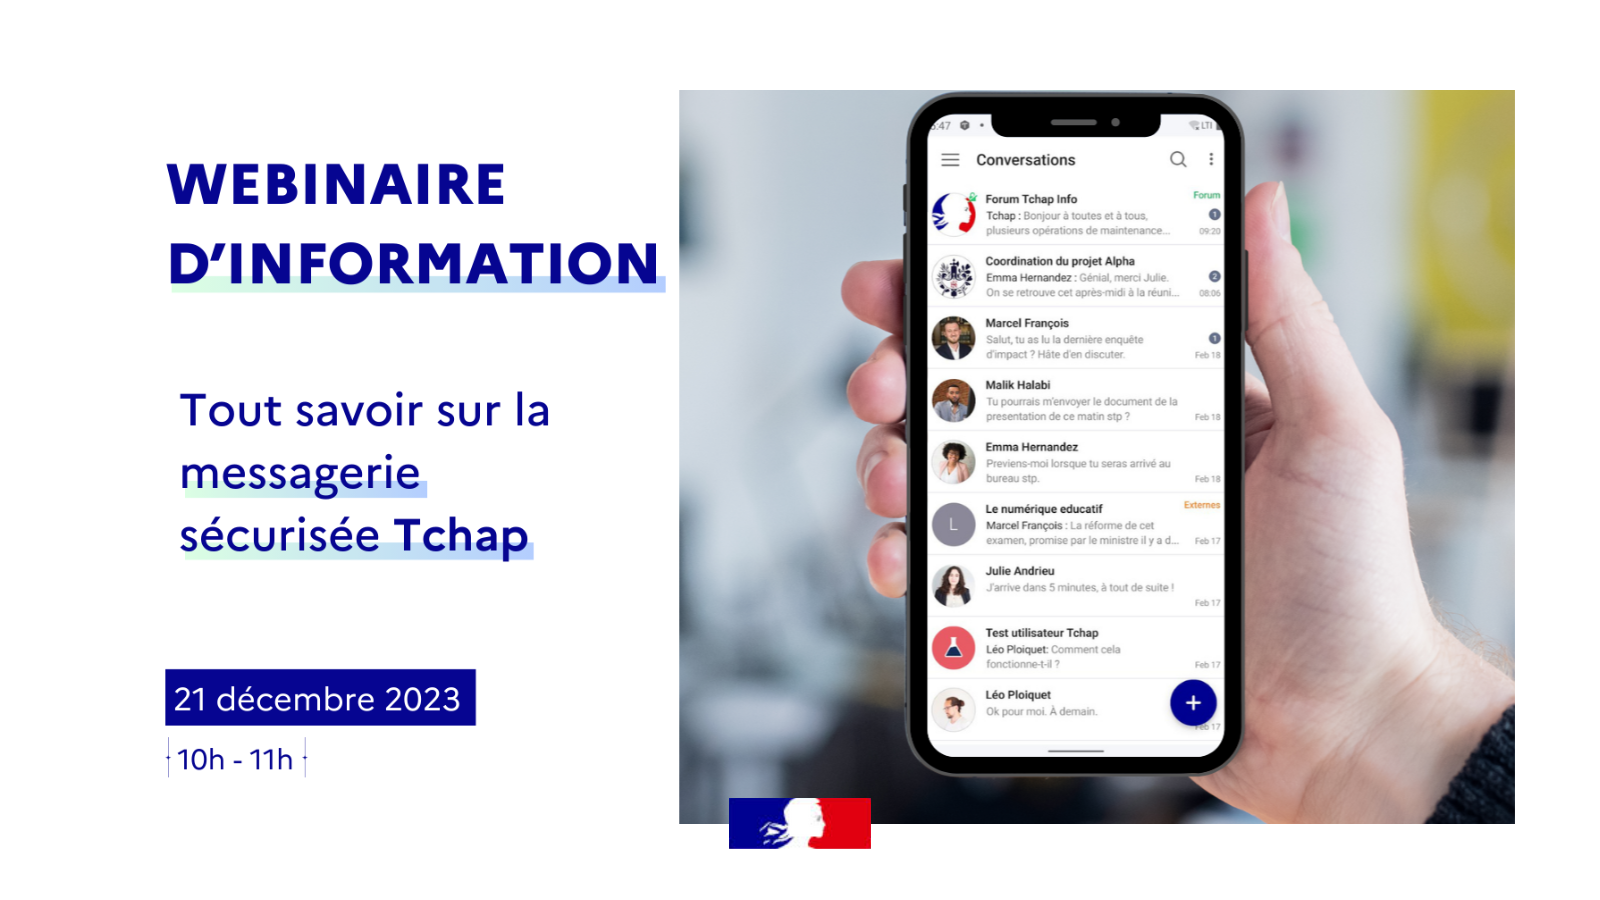 WEBINAIRE
D'INFORMATION
Tout savoir sur la
messagerie
sécurisée Tchap
21 décembre 2023
10h - 11h
Conversations
Forum Tchap Info
Forum
Tchap : Bonjour à toutes et à tous,
1
plusieurs opérations de maintenance...
09:20
Coordination du projet Alpha
Emma Hernandez : Génial, merci Julie.
2
On se retrouve cet après-midi à la réuni...
08:06
Marcel François
Salut, tu as lu la dernière enquête
1
d'impact ? Hâte d'en discuter.
Feb 18
Malik Halabi
Tu pourrais m'envoyer le document de la
presentation de ce matin stp ?
Feb 18
Emma Hernandez
Previens-moi lorsque tu seras arrivé au
bureau stp.
Feb 18
L
Le numérique educatif
Externes
Marcel François : La réforme de cet
examen, promise par le ministre il y a d...
Feb 17
Julie Andrieu
J'arrive dans 5 minutes, à tout de suite !
Feb 17
Test utilisateur Tchap
Léo Ploiquet: Comment cela
fonctionne-t-il ?
Feb 17
Léo Ploiquet
Ok pour moi. À demain.
+
17